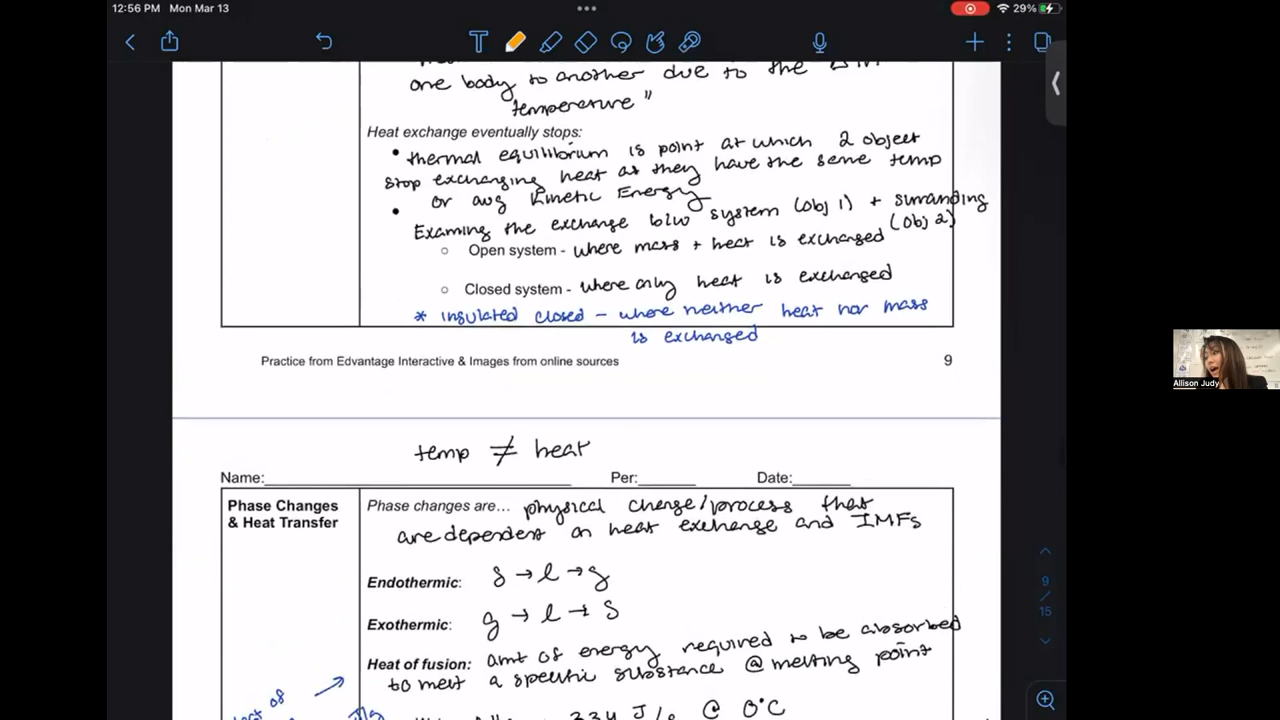 12:56 PM Mon Mar 13
29%
one body to another due to the
temperature"
Heat exchange eventually stops:
• thermal equilibrium is point at which 2 object
stop exchanging heat as they have the same temp
or avg Kinetic Energy
• Examing the exchange b/w system (obj 1) + surrounding
(obj 2)
○ Open system - where mass + heat is exchanged
○ Closed system - where only heat is exchanged
* insulated closed - where neither heat nor mass
is exchanged
Practice from Edvantage Interactive & Images from online sources 9
temp ≠ heat
Name: Per: Date:
Phase Changes
& Heat Transfer
Phase changes are... physical change/process that
are dependent on heat exchange and IMFs
Endothermic: s → l → g
Exothermic: g → l → s
Heat of fusion: amt of energy required to be absorbed
to melt a specific substance @ melting point
334 J/g @ 0°C
9
/
15
Allison Judy